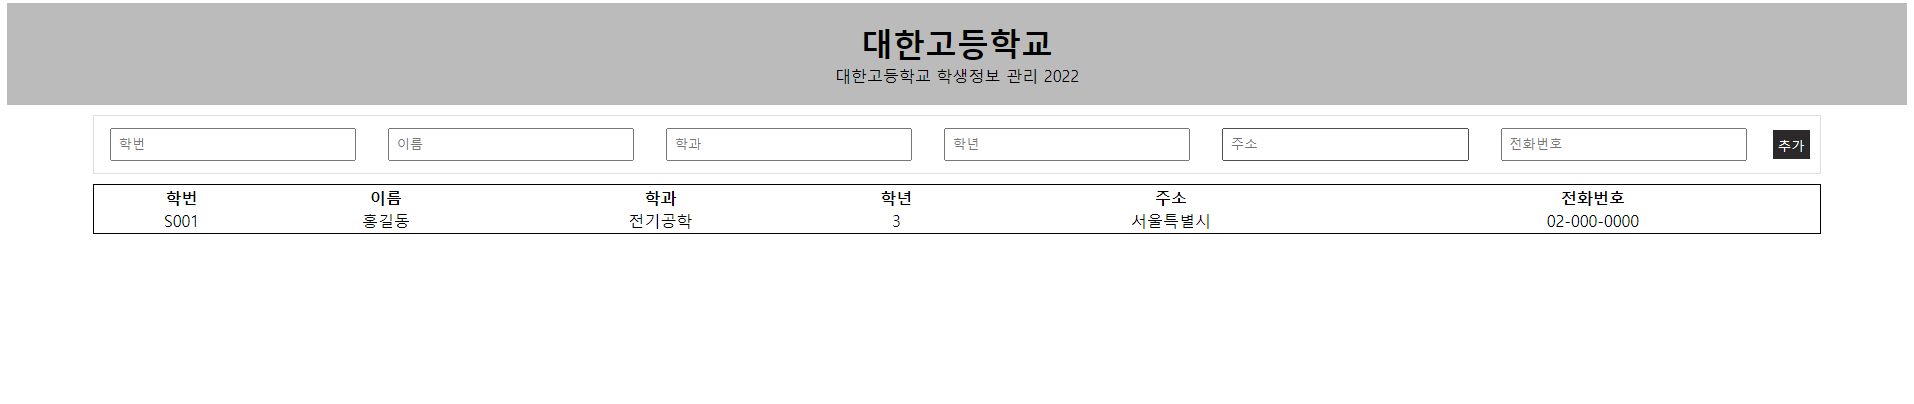 대한고등학교
대한고등학교 학생정보 관리 2022
학번 이름 학과 학년 주소 전화번호 추가
학번 이름 학과 학년 주소 전화번호
S001 홍길동 전기공학 3 서울특별시 02-000-0000